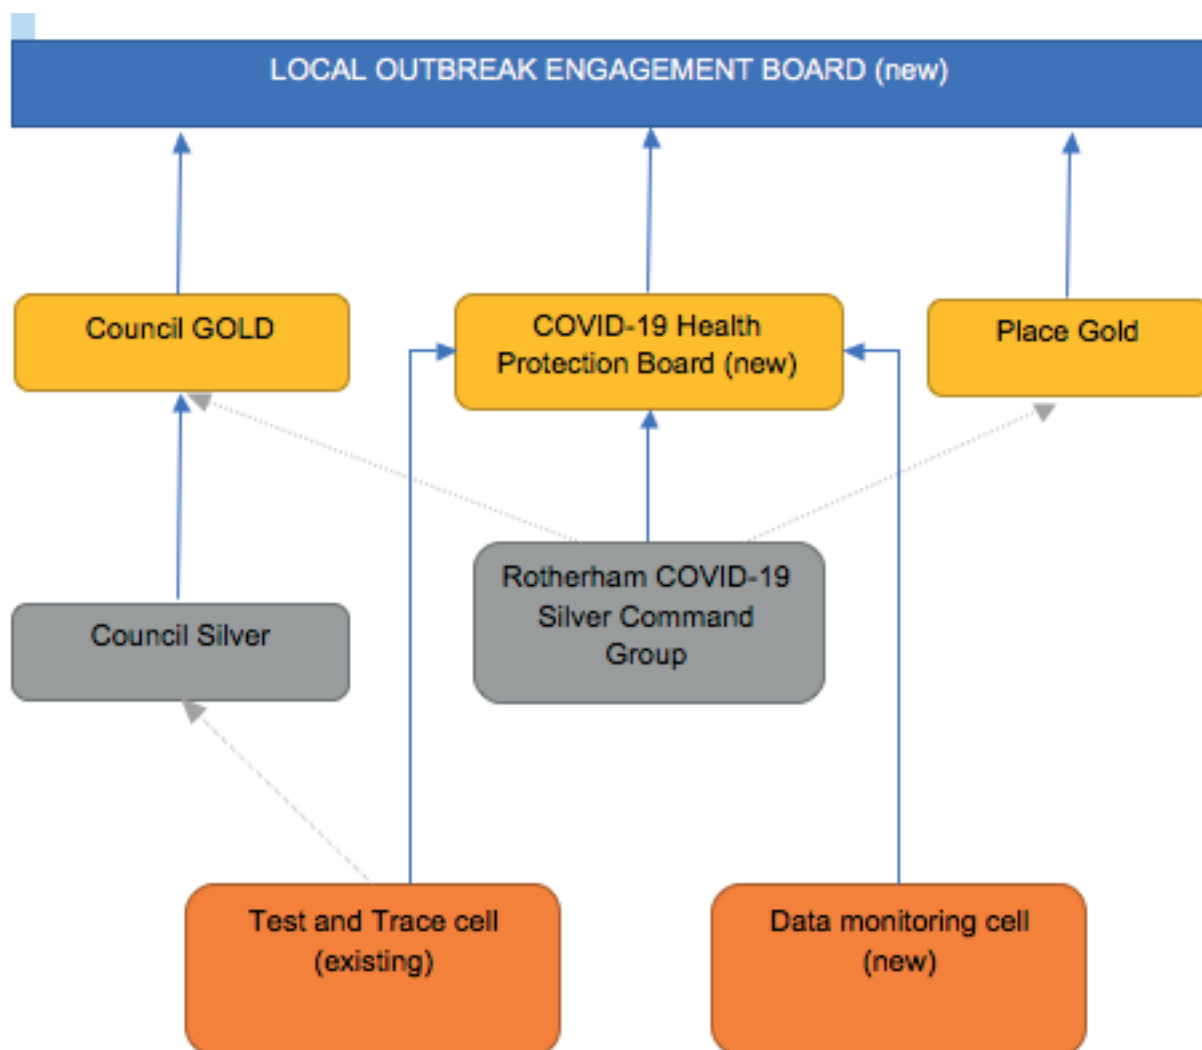 LOCAL OUTBREAK ENGAGEMENT BOARD (new)
Council GOLD
COVID-19 Health
Protection Board (new)
Place Gold
Rotherham COVID-19
Silver Command
Group
Council Silver
Test and Trace cell
(existing)
Data monitoring cell
(new)